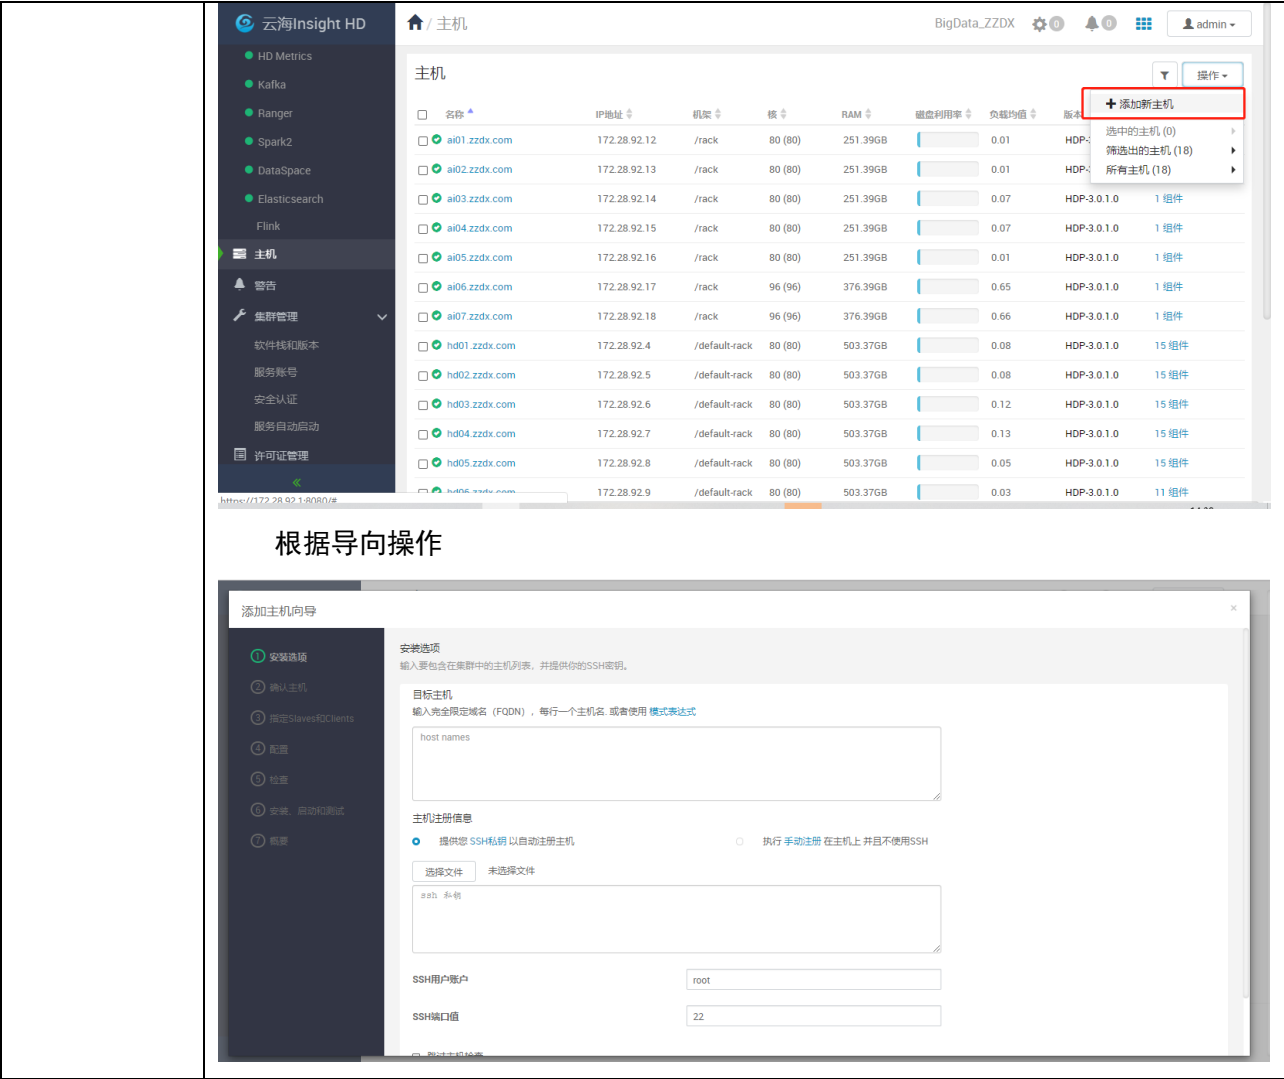 云海Insight HD
/ 主机
BigData_ZZDX 0 0 admin
HD Metrics
Kafka
Ranger
Spark2
DataSpace
Elasticsearch
Flink
主机
警告
集群管理
软件栈和版本
服务账号
安全认证
服务自动启动
许可证管理
https://172.28.92.1:8080/#
主机
操作
添加新主机
选中的主机 (0)
筛选出的主机 (18)
所有主机 (18)
名称 IP地址 机架 核 RAM 磁盘利用率 负载均值 版本
ai01.zzdx.com 172.28.92.12 /rack 80 (80) 251.39GB 0.01 HDP-
ai02.zzdx.com 172.28.92.13 /rack 80 (80) 251.39GB 0.01 HDP-
ai03.zzdx.com 172.28.92.14 /rack 80 (80) 251.39GB 0.07 HDP-3.0.1.0 1 组件
ai04.zzdx.com 172.28.92.15 /rack 80 (80) 251.39GB 0.07 HDP-3.0.1.0 1 组件
ai05.zzdx.com 172.28.92.16 /rack 80 (80) 251.39GB 0.01 HDP-3.0.1.0 1 组件
ai06.zzdx.com 172.28.92.17 /rack 96 (96) 376.39GB 0.65 HDP-3.0.1.0 1 组件
ai07.zzdx.com 172.28.92.18 /rack 96 (96) 376.39GB 0.66 HDP-3.0.1.0 1 组件
hd01.zzdx.com 172.28.92.4 /default-rack 80 (80) 503.37GB 0.08 HDP-3.0.1.0 15 组件
hd02.zzdx.com 172.28.92.5 /default-rack 80 (80) 503.37GB 0.08 HDP-3.0.1.0 15 组件
hd03.zzdx.com 172.28.92.6 /default-rack 80 (80) 503.37GB 0.12 HDP-3.0.1.0 15 组件
hd04.zzdx.com 172.28.92.7 /default-rack 80 (80) 503.37GB 0.13 HDP-3.0.1.0 15 组件
hd05.zzdx.com 172.28.92.8 /default-rack 80 (80) 503.37GB 0.05 HDP-3.0.1.0 15 组件
hd06.zzdx.com 172.28.92.9 /default-rack 80 (80) 503.37GB 0.03 HDP-3.0.1.0 11 组件
根据导向操作
添加主机向导 ×
1 安装选项
2 确认主机
3 指定Slaves和Clients
4 配置
5 检查
6 安装、启动和测试
7 概要
安装选项
输入要包含在集群中的主机列表，并提供你的SSH密钥。
目标主机
输入完全限定域名（FQDN），每行一个主机名. 或者使用 模式表达式
host names
主机注册信息
提供您 SSH私钥 以自动注册主机 执行 手动注册 在主机上 并且不使用SSH
选择文件 未选择文件
ssh 私钥
SSH用户账户 root
SSH端口值 22
跳过主机检查